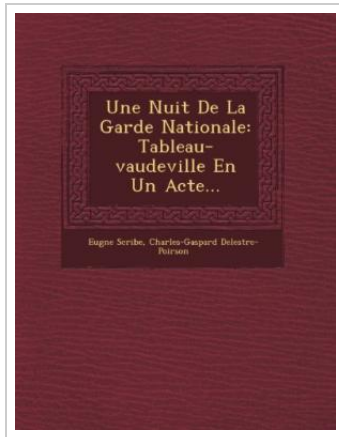 Une Nuit De La
Garde Nationale:
Tableau-
vaudeville En
Un Acte...
Eugne Scribe, Charles-Gaspard Delestre-
Poirson